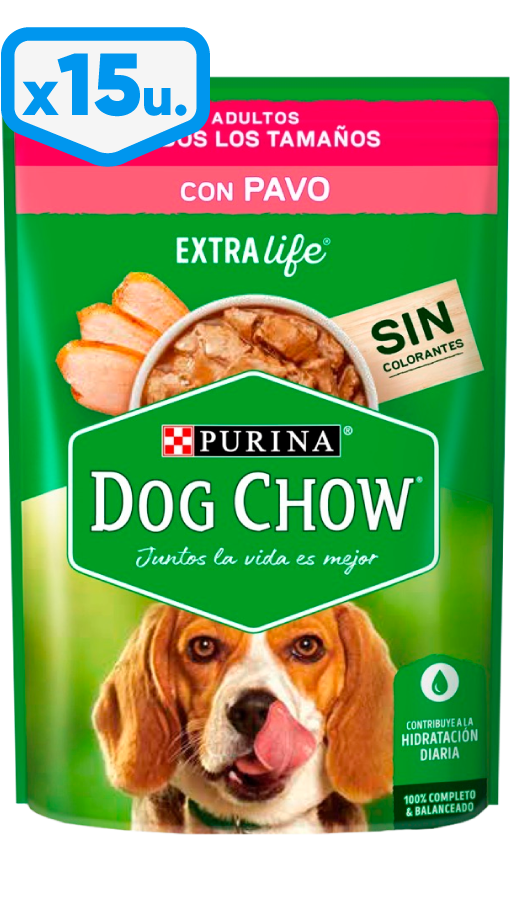 x15u.
ADULTOS
OS LOS TAMAÑOS
CON PAVO
EXTRA life®
SIN
COLORANTES
PURINA®
DOG CHOW®
Juntos la vida es mejor
CONTRIBUYE A LA
HIDRATACIÓN
DIARIA
100% COMPLETO
& BALANCEADO